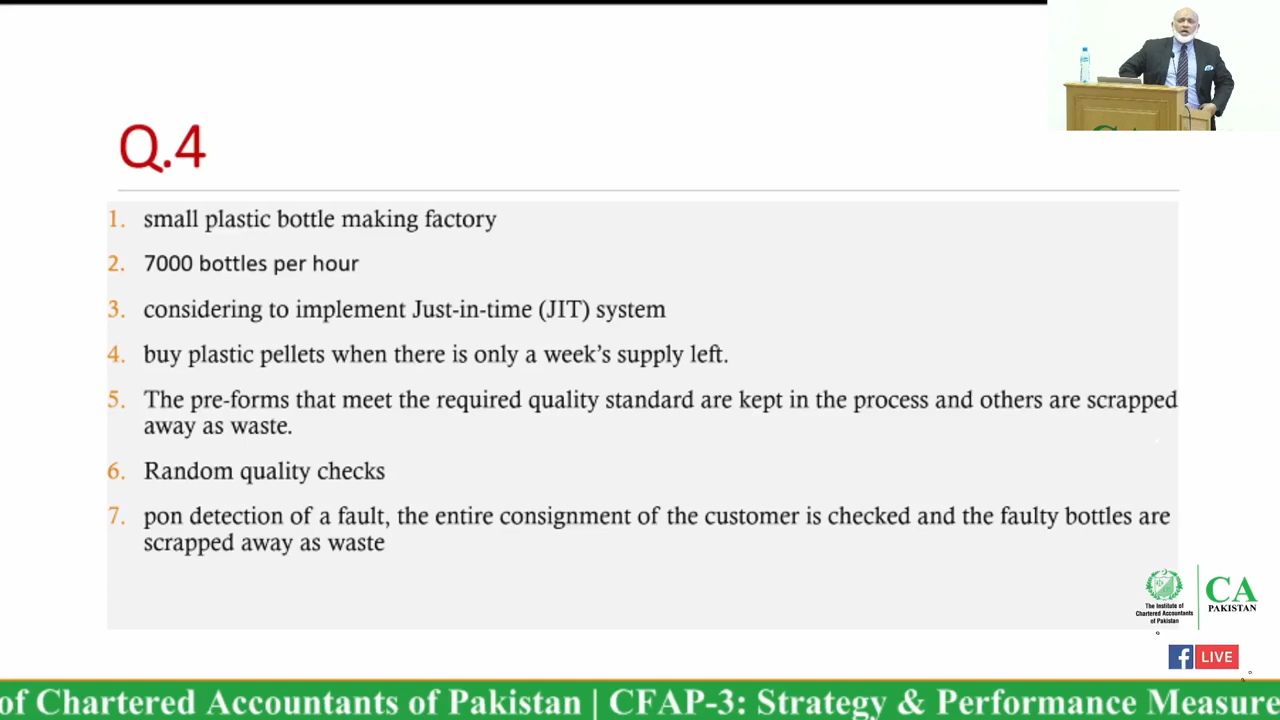 Q.4
1. small plastic bottle making factory
2. 7000 bottles per hour
3. considering to implement Just-in-time (JIT) system
4. buy plastic pellets when there is only a week's supply left.
5. The pre-forms that meet the required quality standard are kept in the process and others are scrapped
away as waste.
6. Random quality checks
7. pon detection of a fault, the entire consignment of the customer is checked and the faulty bottles are
scrapped away as waste
The Institute of
Chartered Accountants
of Pakistan
CA
PAKISTAN
f LIVE
of Chartered Accountants of Pakistan | CFAP-3: Strategy & Performance Measure